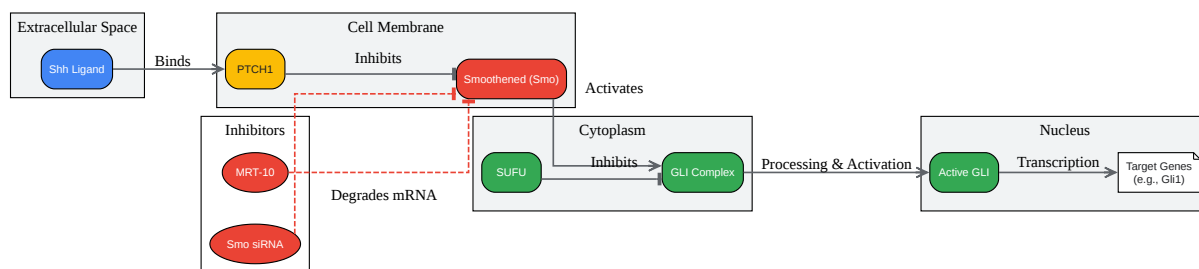 Extracellular Space
Shh Ligand
Binds
Cell Membrane
PTCH1
Inhibits
Smoothened (Smo)
Activates
Inhibitors
MRT-10
Smo siRNA
Degrades mRNA
Cytoplasm
SUFU
Inhibits
GLI Complex
Processing & Activation
Nucleus
Active GLI
Transcription
Target Genes
(e.g., Gli1)